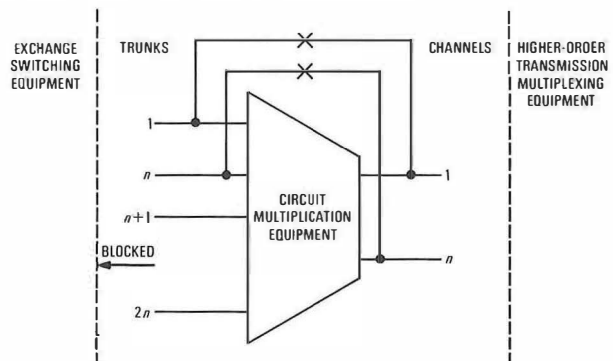 EXCHANGE
SWITCHING
EQUIPMENT
TRUNKS
CHANNELS
HIGHER-ORDER
TRANSMISSION
MULTIPLEXING
EQUIPMENT
1
n
n+1
BLOCKED
2n
CIRCUIT
MULTIPLICATION
EQUIPMENT
1
n